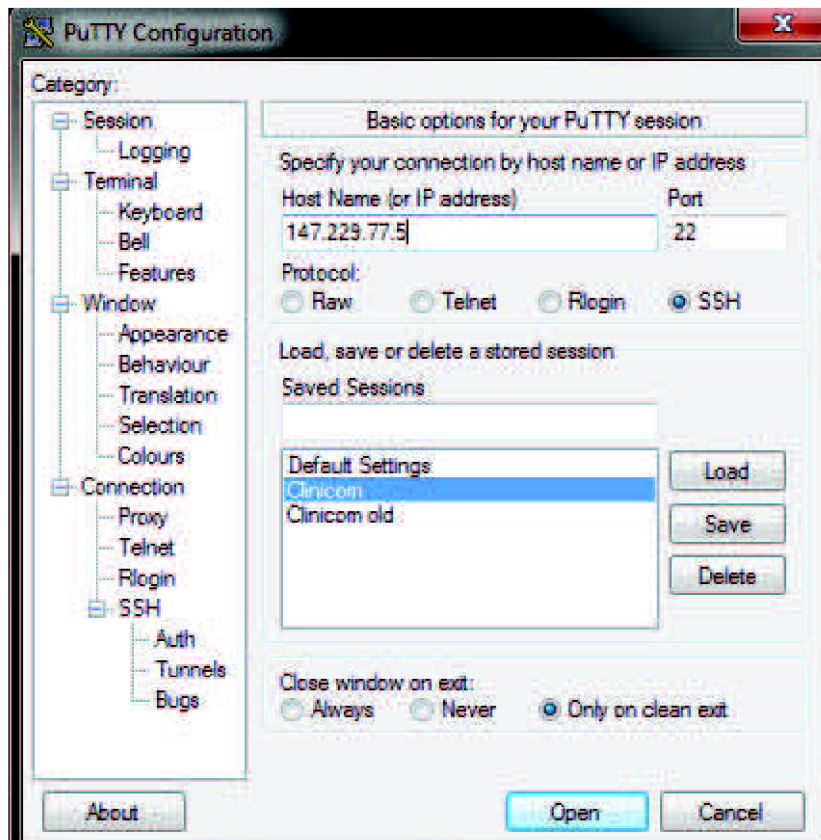 PuTTY Configuration
Category:
Session
Logging
Terminal
Keyboard
Bell
Features
Window
Appearance
Behaviour
Translation
Selection
Colours
Connection
Proxy
Telnet
Rlogin
SSH
Auth
Tunnels
Bugs
Basic options for your PuTTY session
Specify your connection by host name or IP address
Host Name (or IP address) Port
147.229.77.5 22
Protocol:
Raw Telnet Rlogin SSH
Load, save or delete a stored session
Saved Sessions
Default Settings
Clinicom
Clinicom old
Load
Save
Delete
Close window on exit:
Always Never Only on clean exit
About Open Cancel